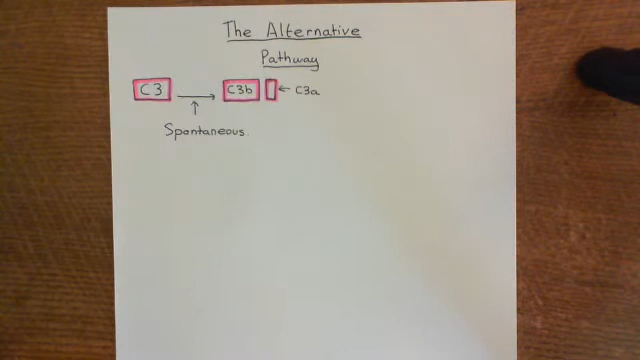 The Alternative
Pathway
C3 → C3b ← C3a
↑
Spontaneous.